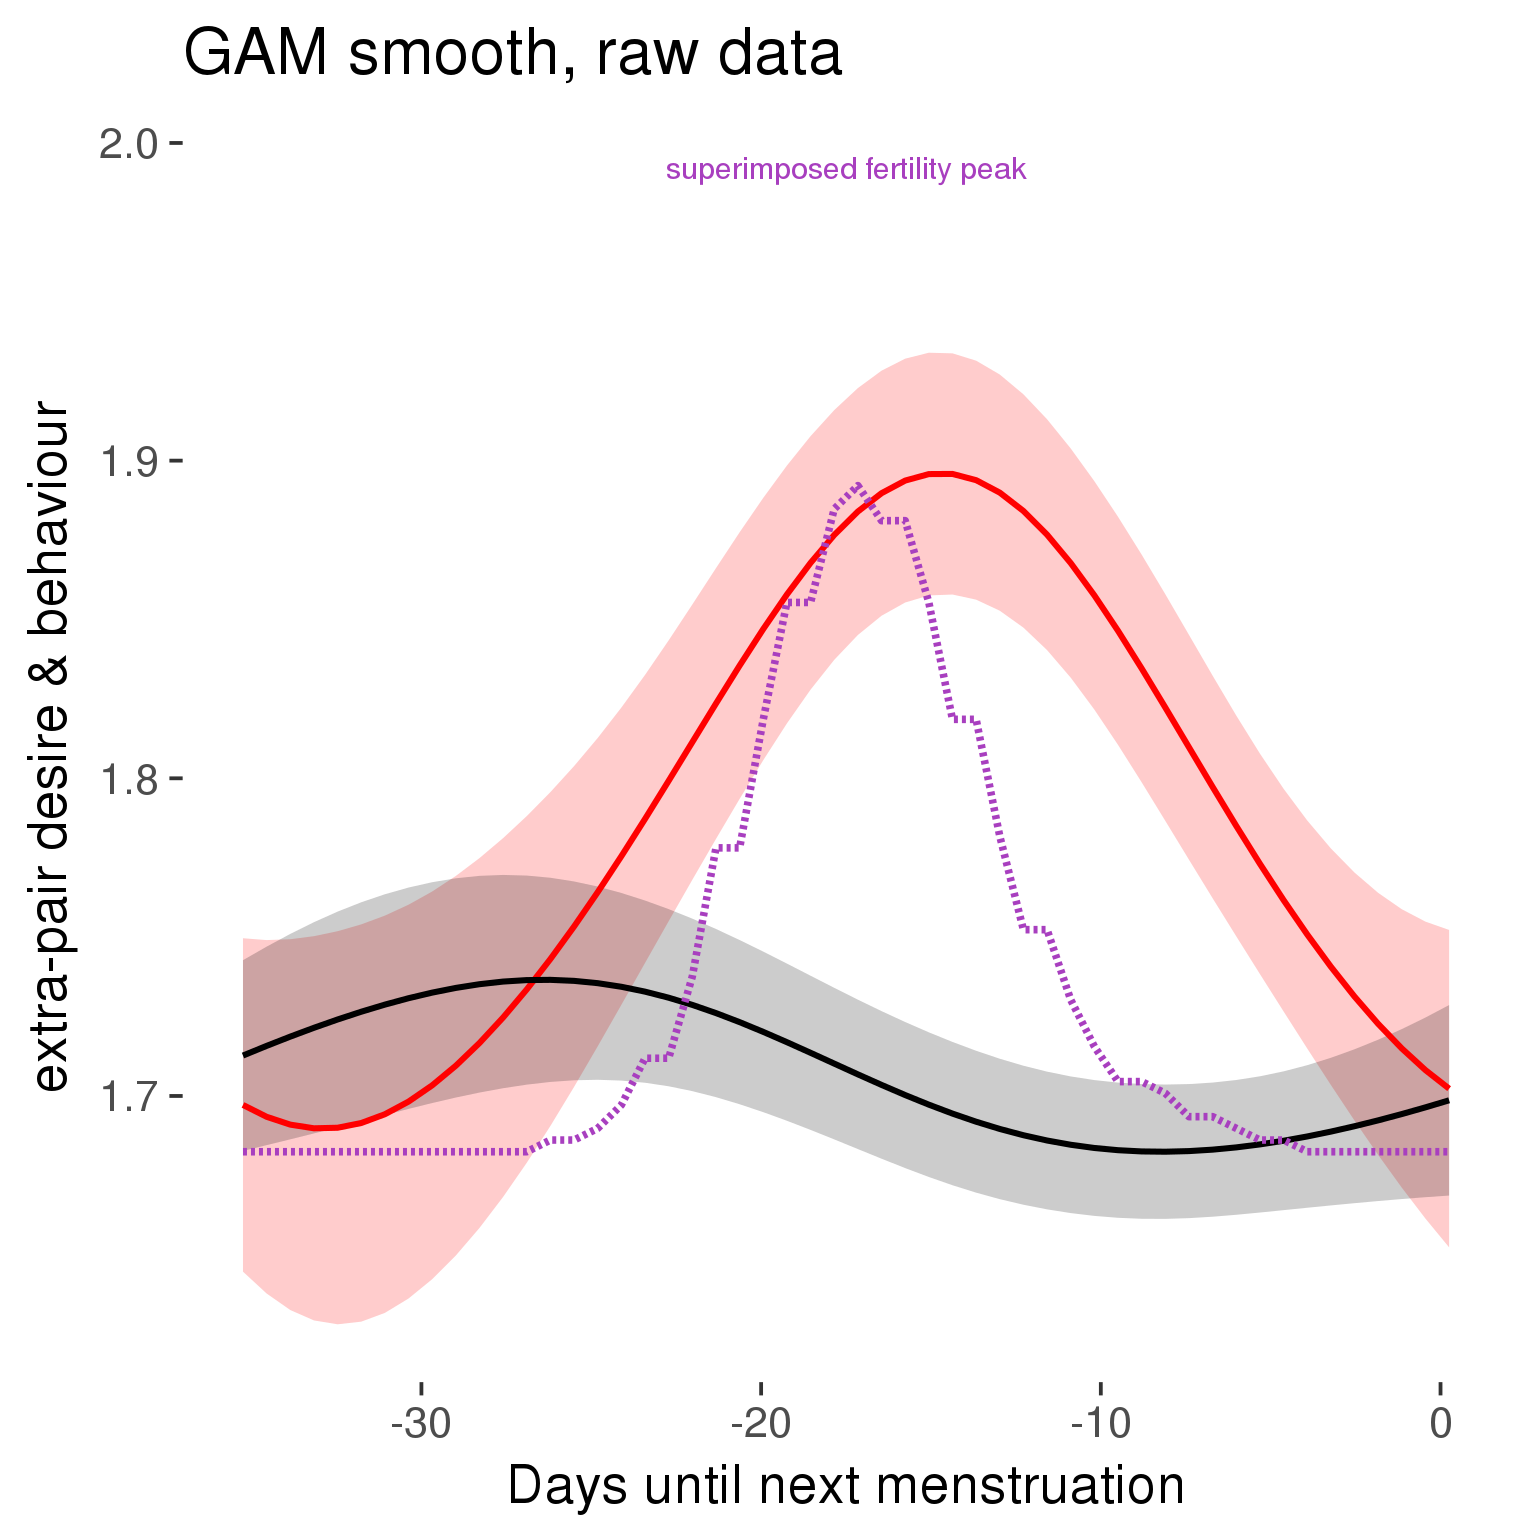 GAM smooth, raw data
superimposed fertility peak
2.0
1.9
1.8
1.7
extra-pair desire & behaviour
-30
-20
-10
0
Days until next menstruation